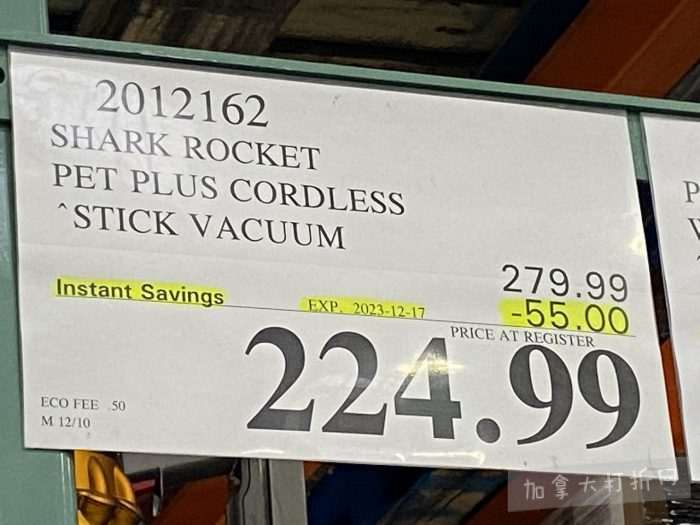 2012162
SHARK ROCKET
PET PLUS CORDLESS
^STICK VACUUM
279.99
Instant Savings EXP. 2023-12-17 -55.00
PRICE AT REGISTER
224.99
ECO FEE .50
M 12/10
P
加拿大打折网